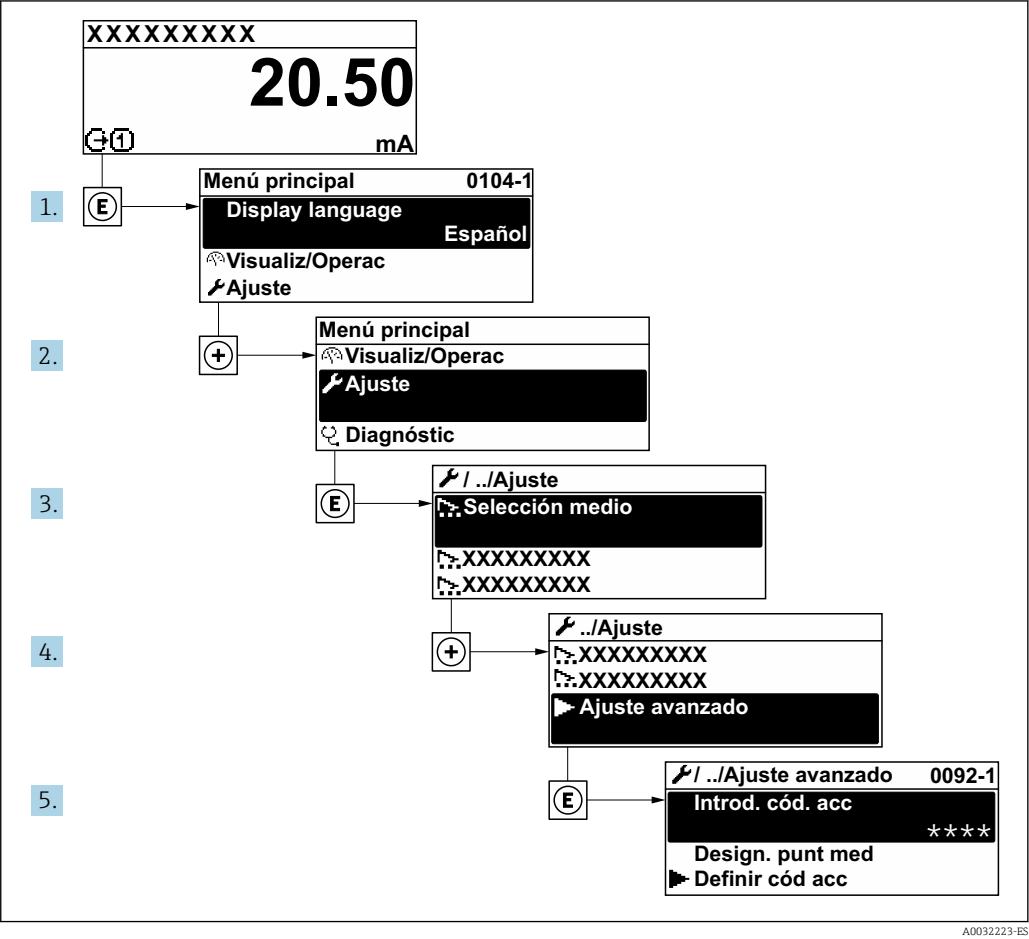 XXXXXXXXX
20.50
1
mA
Menú principal 0104-1
1. E
Display language
Español
Visualiz/Operac
Ajuste
Menú principal
2. +
Visualiz/Operac
Ajuste
Diagnóstic
/ ../Ajuste
3. E
Selección medio
XXXXXXXXX
XXXXXXXXX
../Ajuste
4. +
XXXXXXXXX
XXXXXXXXX
Ajuste avanzado
/ ../Ajuste avanzado 0092-1
5. E
Introd. cód. acc
****
Design. punt med
Definir cód acc
A0032223-ES